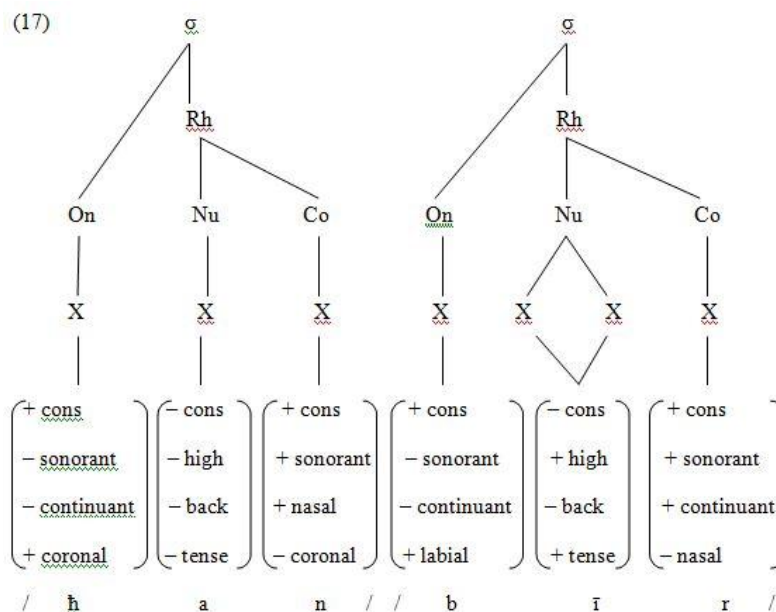 (17) σ σ
Rh Rh
On Nu Co On Nu Co
X X X X X X X
+ cons – cons + cons + cons – cons + cons
– sonorant – high + sonorant – sonorant + high + sonorant
– continuant – back + nasal – continuant – back + continuant
+ coronal – tense – coronal + labial + tense – nasal
/ ħ a n / / b ī r /